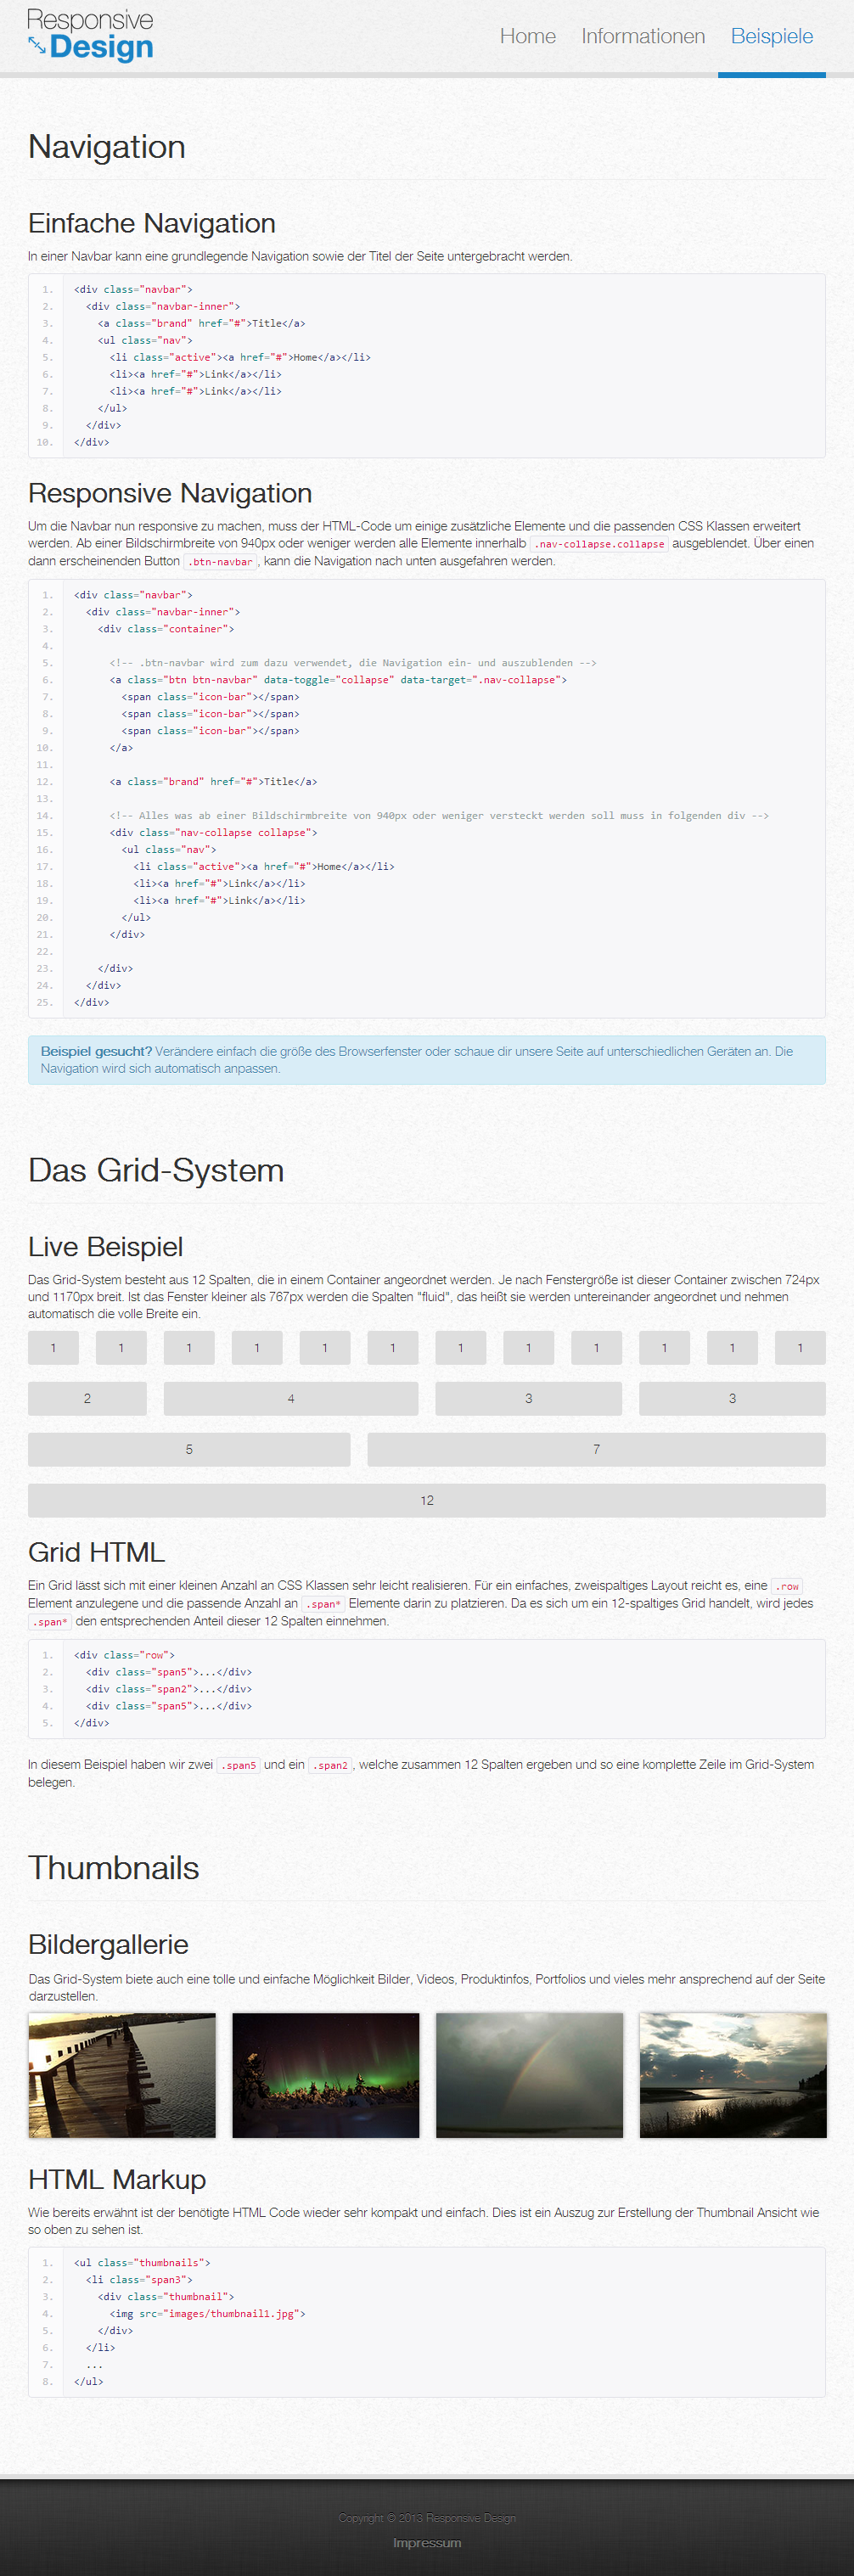 Responsive
Design
Home Informationen Beispiele
Navigation
Einfache Navigation
In einer Navbar kann eine grundlegende Navigation sowie der Titel der Seite untergebracht werden.
1. <div class="navbar">
2.   <div class="navbar-inner">
3.     <a class="brand" href="#">Title</a>
4.     <ul class="nav">
5.       <li class="active"><a href="#">Home</a></li>
6.       <li><a href="#">Link</a></li>
7.       <li><a href="#">Link</a></li>
8.     </ul>
9.   </div>
10. </div>
Responsive Navigation
Um die Navbar nun responsive zu machen, muss der HTML-Code um einige zusätzliche Elemente und die passenden CSS Klassen erweitert
werden. Ab einer Bildschirmbreite von 940px oder weniger werden alle Elemente innerhalb .nav-collapse.collapse ausgeblendet. Über einen
dann erscheinenden Button .btn-navbar, kann die Navigation nach unten ausgefahren werden.
1. <div class="navbar">
2.   <div class="navbar-inner">
3.     <div class="container">
4.
5.       <!-- .btn-navbar wird zum dazu verwendet, die Navigation ein- und auszublenden -->
6.       <a class="btn btn-navbar" data-toggle="collapse" data-target=".nav-collapse">
7.         <span class="icon-bar"></span>
8.         <span class="icon-bar"></span>
9.         <span class="icon-bar"></span>
10.       </a>
11.
12.       <a class="brand" href="#">Title</a>
13.
14.       <!-- Alles was ab einer Bildschirmbreite von 940px oder weniger versteckt werden soll muss in folgenden div -->
15.       <div class="nav-collapse collapse">
16.         <ul class="nav">
17.           <li class="active"><a href="#">Home</a></li>
18.           <li><a href="#">Link</a></li>
19.           <li><a href="#">Link</a></li>
20.         </ul>
21.       </div>
22.
23.     </div>
24.   </div>
25. </div>
Beispiel gesucht? Verändere einfach die größe des Browserfenster oder schaue dir unsere Seite auf unterschiedlichen Geräten an. Die
Navigation wird sich automatisch anpassen.
Das Grid-System
Live Beispiel
Das Grid-System besteht aus 12 Spalten, die in einem Container angeordnet werden. Je nach Fenstergröße ist dieser Container zwischen 724px
und 1170px breit. Ist das Fenster kleiner als 767px werden die Spalten "fluid", das heißt sie werden untereinander angeordnet und nehmen
automatisch die volle Breite ein.
1 1 1 1 1 1 1 1 1 1 1 1
2 4 3 3
5 7
12
Grid HTML
Ein Grid lässt sich mit einer kleinen Anzahl an CSS Klassen sehr leicht realisieren. Für ein einfaches, zweispaltiges Layout reicht es, eine .row
Element anzulegene und die passende Anzahl an .span* Elemente darin zu platzieren. Da es sich um ein 12-spaltiges Grid handelt, wird jedes
.span* den entsprechenden Anteil dieser 12 Spalten einnehmen.
1. <div class="row">
2.   <div class="span5">...</div>
3.   <div class="span2">...</div>
4.   <div class="span5">...</div>
5. </div>
In diesem Beispiel haben wir zwei .span5 und ein .span2, welche zusammen 12 Spalten ergeben und so eine komplette Zeile im Grid-System
belegen.
Thumbnails
Bildergallerie
Das Grid-System biete auch eine tolle und einfache Möglichkeit Bilder, Videos, Produktinfos, Portfolios und vieles mehr ansprechend auf der Seite
darzustellen.
HTML Markup
Wie bereits erwähnt ist der benötigte HTML Code wieder sehr kompakt und einfach. Dies ist ein Auszug zur Erstellung der Thumbnail Ansicht wie
so oben zu sehen ist.
1. <ul class="thumbnails">
2.   <li class="span3">
3.     <div class="thumbnail">
4.       <img src="images/thumbnail1.jpg">
5.     </div>
6.   </li>
7.   ...
8. </ul>
Copyright © 2013 Responsive Design
Impressum